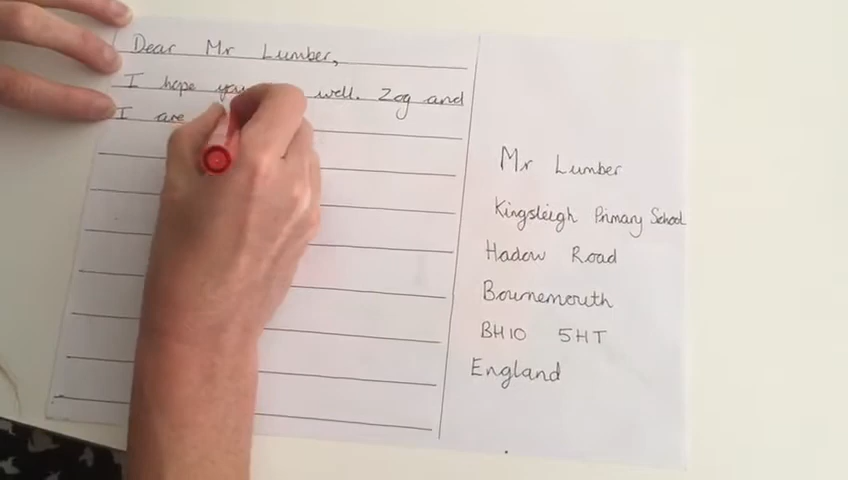 Dear Mr Lumber,
I hope you well. Zog and
I are
Mr Lumber
Kingsleigh Primary School
Hadow Road
Bournemouth
BH10 5HT
England